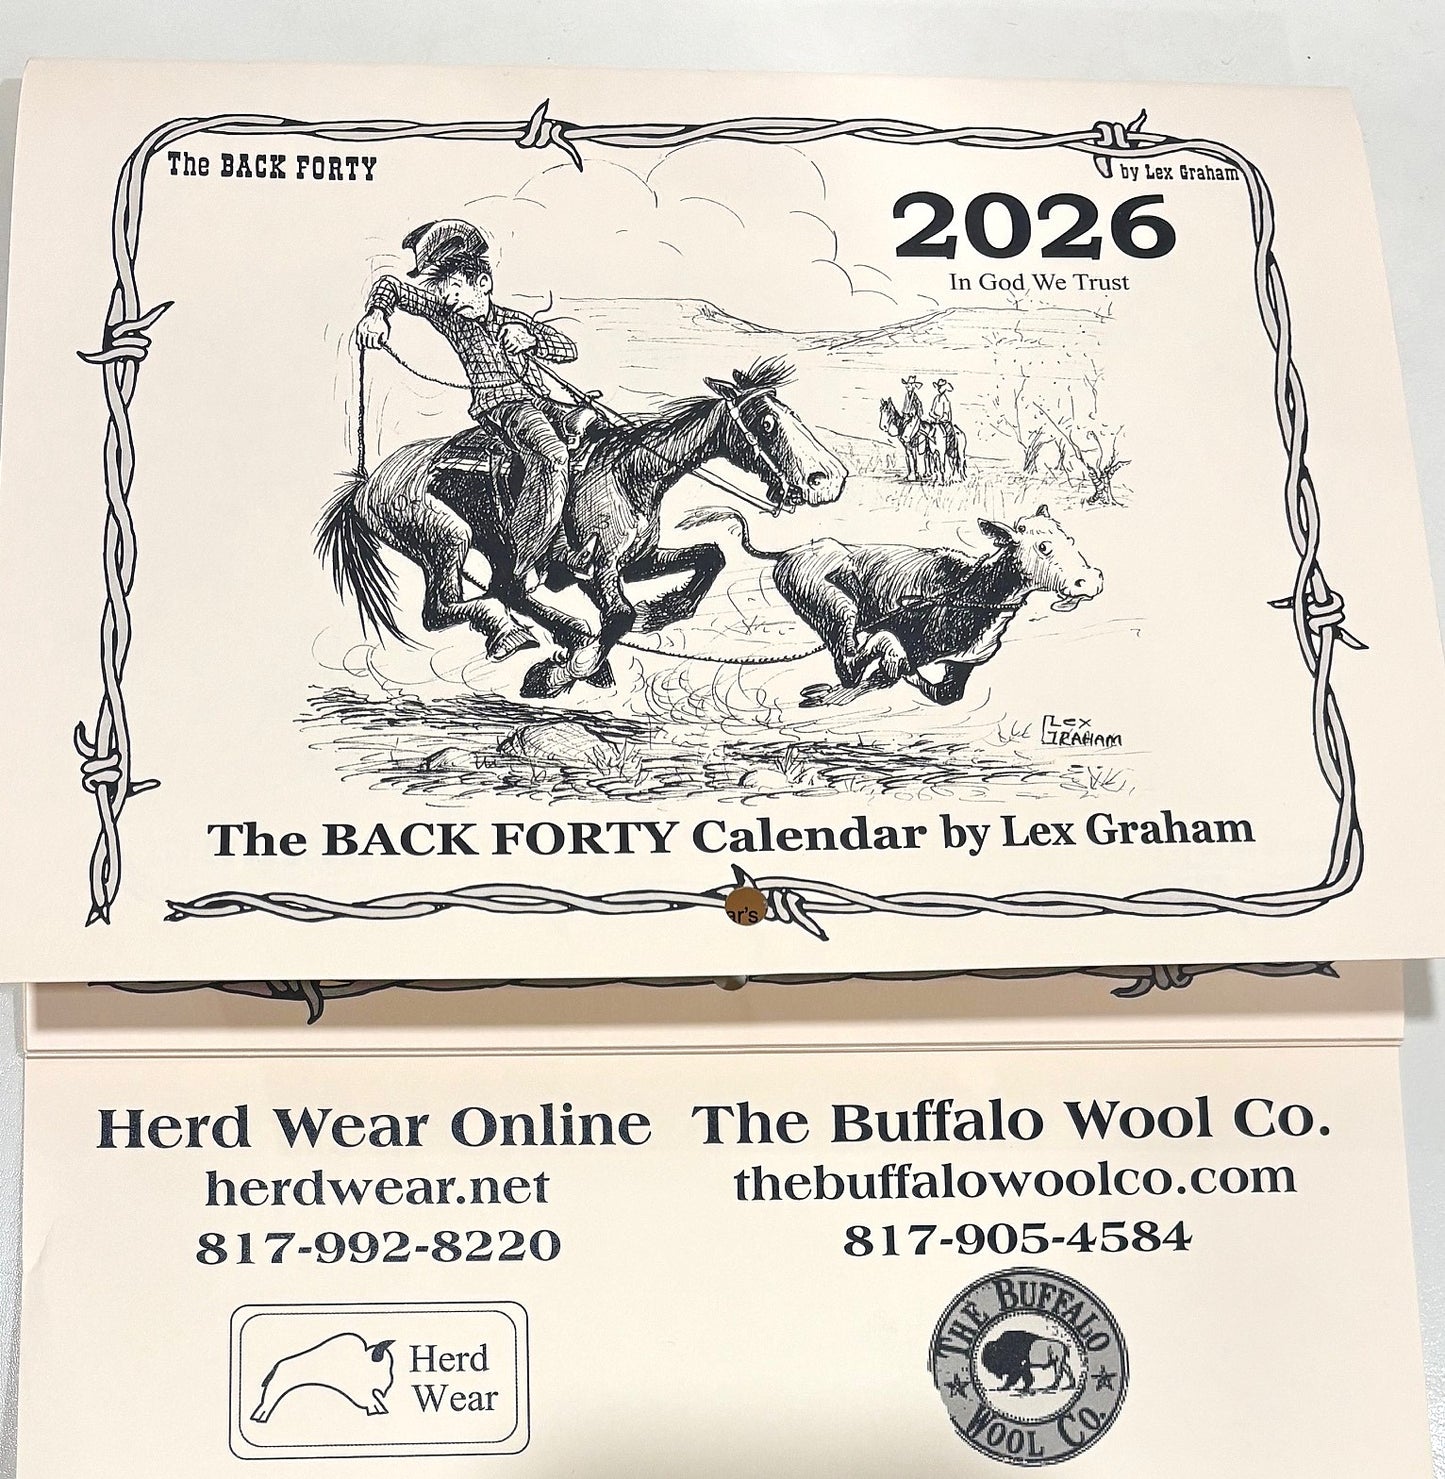 The BACK FORTY
by Lex Graham
2026
In God We Trust
LEX
GRAHAM
The BACK FORTY Calendar by Lex Graham
ar's
Herd Wear Online
herdwear.net
817-992-8220
Herd
Wear
The Buffalo Wool Co.
thebuffalowoolco.com
817-905-4584
THE BUFFALO
WOOL CO.